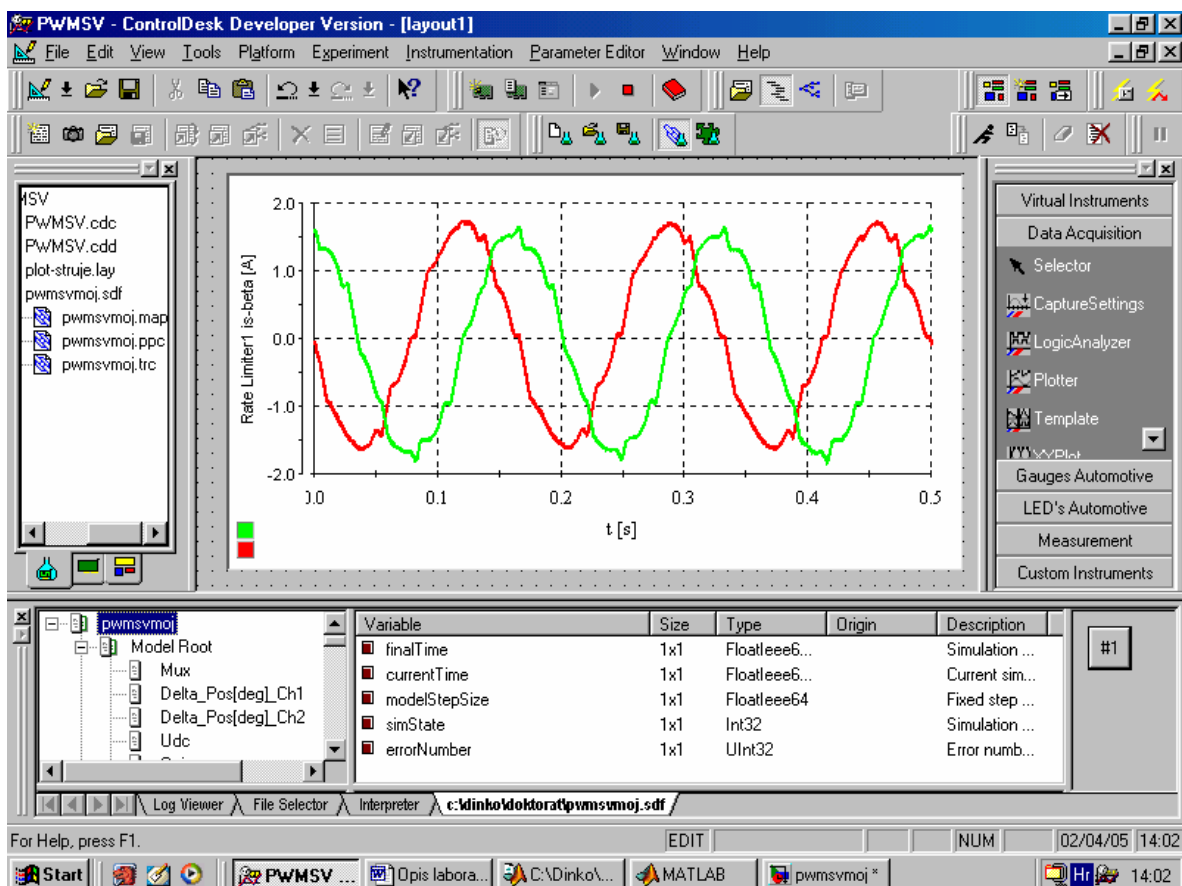 PWMSV - ControlDesk Developer Version - [layout1]
File Edit View Tools Platform Experiment Instrumentation Parameter Editor Window Help
MSV
PWMSV.cdc
PWMSV.cdd
plot-struje.lay
pwmsvmoj.sdf
pwmsvmoj.map
pwmsvmoj.ppc
pwmsvmoj.trc
Rate Limiter1 is-beta [A]
2.0
1.0
0.0
-1.0
-2.0
0.0 0.1 0.2 0.3 0.4 0.5
t [s]
Virtual Instruments
Data Acquisition
Selector
CaptureSettings
LogicAnalyzer
Plotter
Template
XYPlot
Gauges Automotive
LED's Automotive
Measurement
Custom Instruments
pwmsvmoj
Model Root
Mux
Delta_Pos[deg]_Ch1
Delta_Pos[deg]_Ch2
Udc
Variable Size Type Origin Description
finalTime 1x1 FloatIeee6... Simulation ...
currentTime 1x1 FloatIeee6... Current sim...
modelStepSize 1x1 FloatIeee64 Fixed step ...
simState 1x1 Int32 Simulation ...
errorNumber 1x1 UInt32 Error numb...
#1
Log Viewer File Selector Interpreter c:\dinko\doktorat\pwmsvmoj.sdf
For Help, press F1. EDIT NUM 02/04/05 14:02
Start PWMSV ... Opis labora... C:\Dinko\... MATLAB pwmsvmoj * Hr 14:02